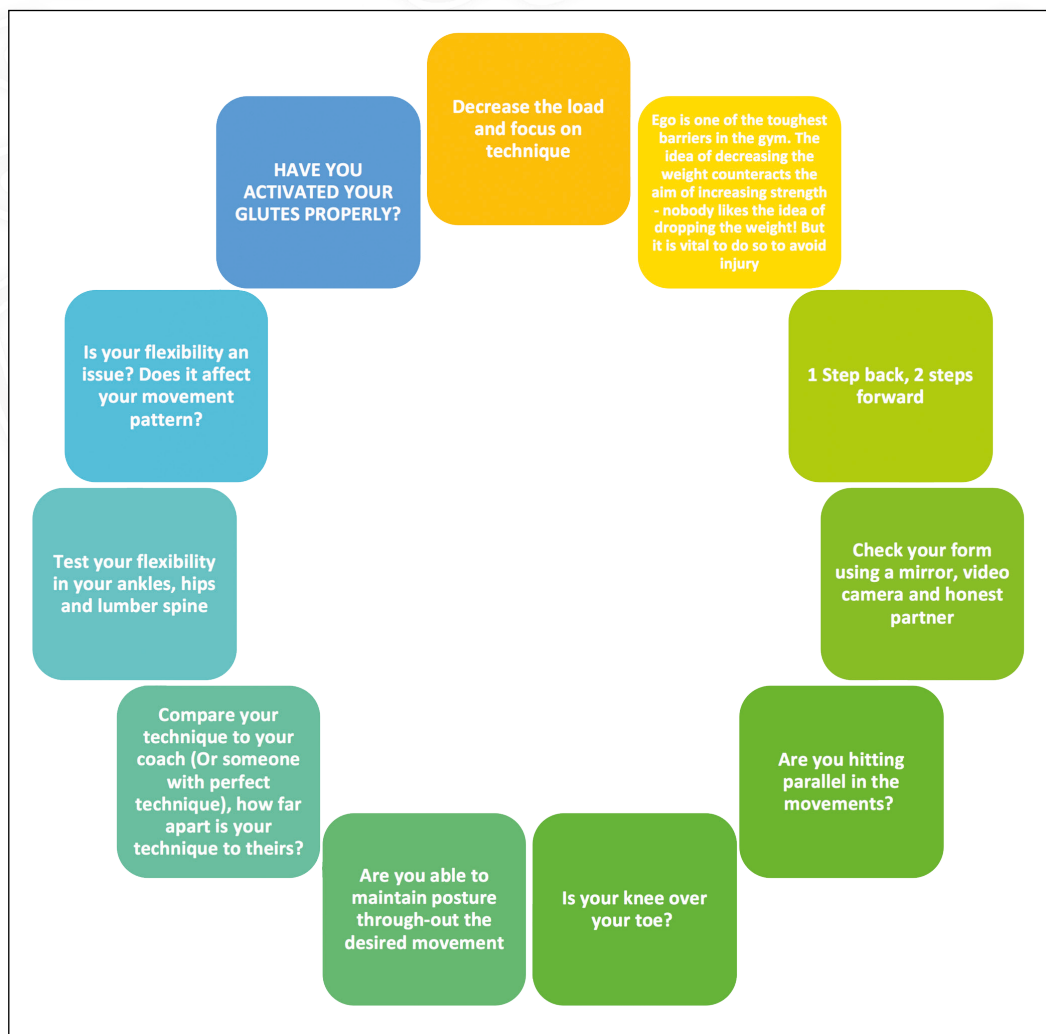 Decrease the load
and focus on
technique
Ego is one of the toughest
barriers in the gym. The
idea of decreasing the
weight counteracts the
aim of increasing strength
- nobody likes the idea of
dropping the weight! But
it is vital to do so to avoid
injury
1 Step back, 2 steps
forward
Check your form
using a mirror, video
camera and honest
partner
Are you hitting
parallel in the
movements?
Is your knee over
your toe?
Are you able to
maintain posture
through-out the
desired movement
Compare your
technique to your
coach (Or someone
with perfect
technique), how far
apart is your
technique to theirs?
Test your flexibility
in your ankles, hips
and lumber spine
Is your flexibility an
issue? Does it affect
your movement
pattern?
HAVE YOU
ACTIVATED YOUR
GLUTES PROPERLY?